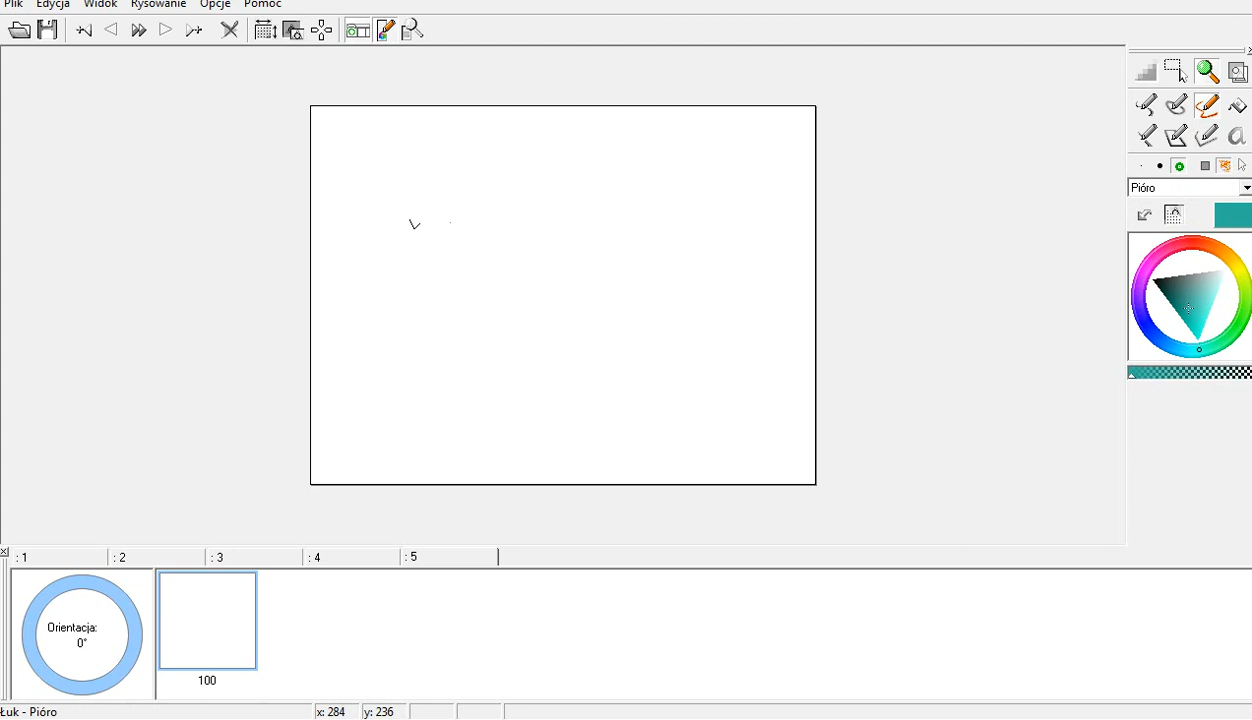 Plik Edycja Widok Rysowanie Opcje Pomoc
Pióro
: 1 : 2 : 3 : 4 : 5
Orientacja:
0°
100
Łuk - Pióro x: 284 y: 236